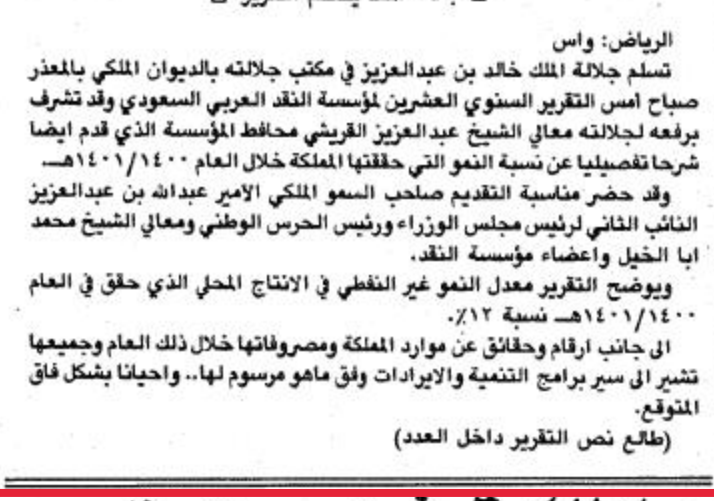 الرياض: واس
تسلم جلالة الملك خالد بن عبدالعزيز في مكتب جلالته بالديوان الملكي بالمعذر
صباح امس التقرير السنوي العشرين لمؤسسة النقد العربي السعودي وقد تشرف
برفعه لجلالته معالي الشيخ عبدالعزيز القريشي محافظ المؤسسة الذي قدم ايضا
شرحا تفصيليا عن نسبة النمو التي حققتها المملكة خلال العام ١٤٠١/١٤٠٠هـ.
وقد حضر مناسبة التقديم صاحب السمو الملكي الامير عبدالله بن عبدالعزيز
النائب الثاني لرئيس مجلس الوزراء ورئيس الحرس الوطني ومعالي الشيخ محمد
ابا الخيل واعضاء مؤسسة النقد.
ويوضح التقرير معدل النمو غير النفطي في الانتاج المحلي الذي حقق في العام
١٤٠١/١٤٠٠هـ نسبة ١٢٪.
الى جانب ارقام وحقائق عن موارد المملكة ومصروفاتها خلال ذلك العام وجميعها
تشير الى سير برامج التنمية والايرادات وفق ماهو مرسوم لها.. واحيانا بشكل فاق
المتوقع.
(طالع نص التقرير داخل العدد)